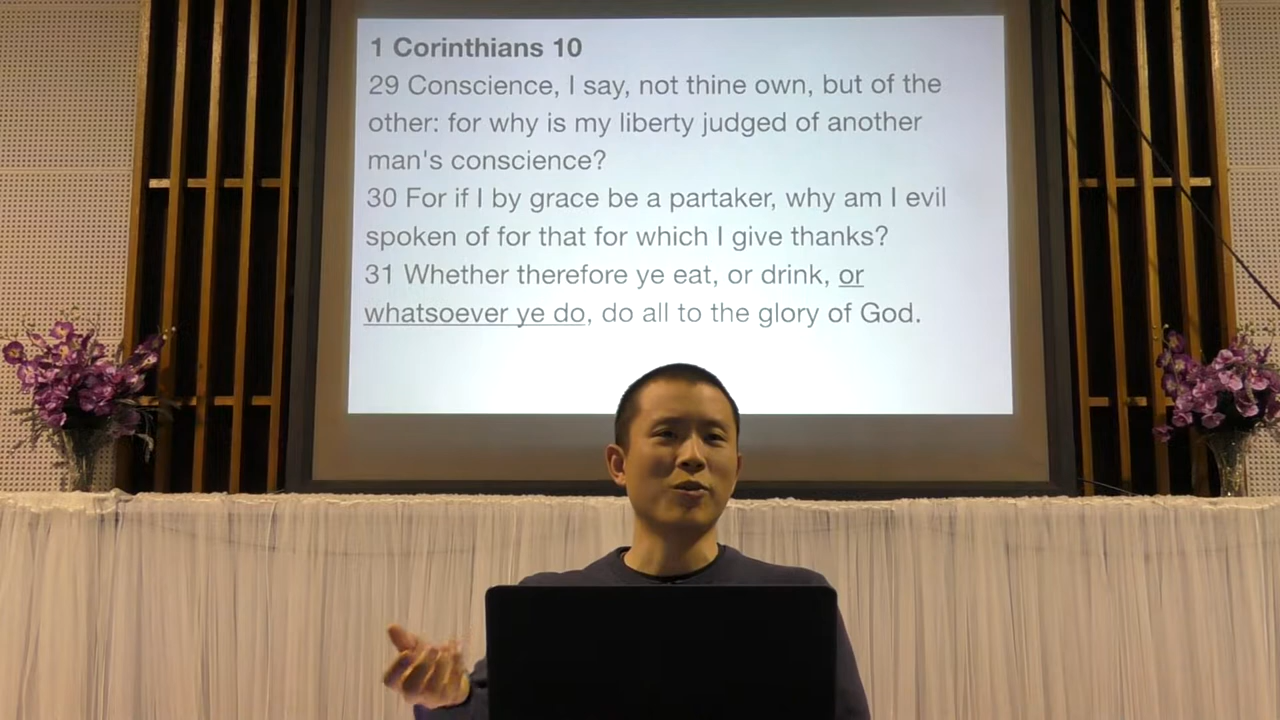 1 Corinthians 10
29 Conscience, I say, not thine own, but of the
other: for why is my liberty judged of another
man's conscience?
30 For if I by grace be a partaker, why am I evil
spoken of for that for which I give thanks?
31 Whether therefore ye eat, or drink, or
whatsoever ye do, do all to the glory of God.